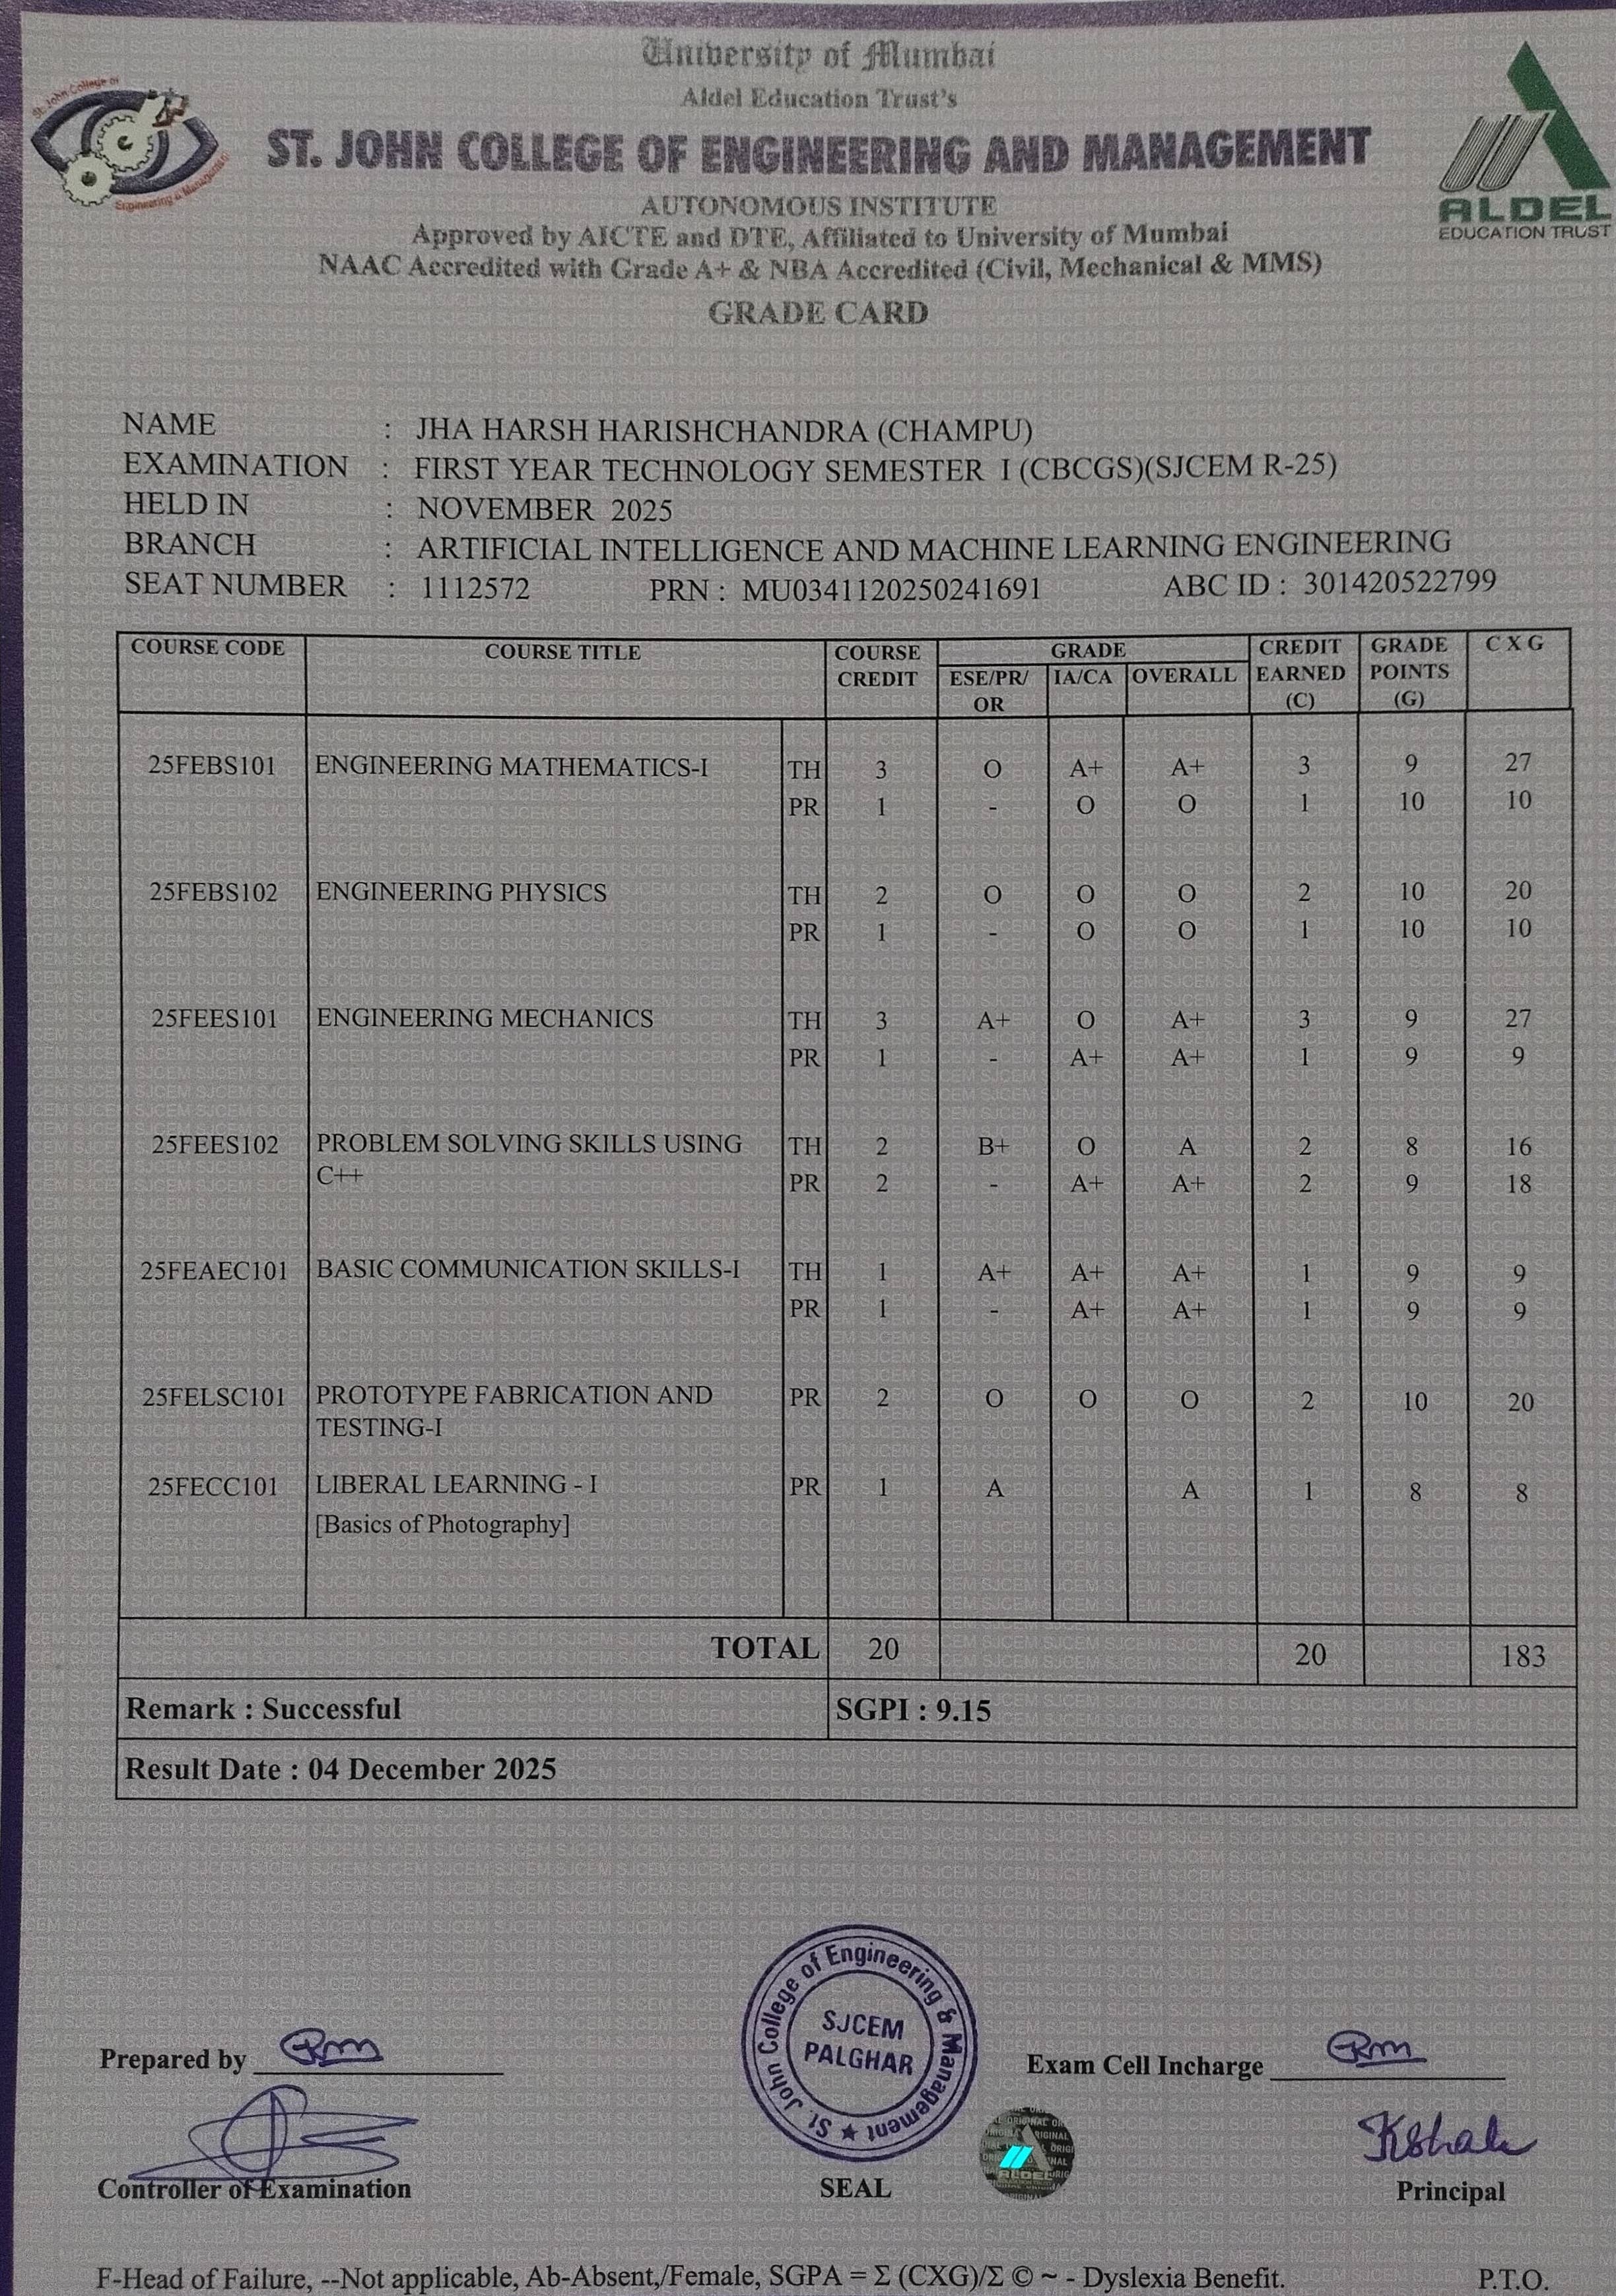 University of Mumbai
Aldel Education Trust's
ST. JOHN COLLEGE OF ENGINEERING AND MANAGEMENT
AUTONOMOUS INSTITUTE
Approved by AICTE and DTE, Affiliated to University of Mumbai
NAAC Accredited with Grade A+ & NBA Accredited (Civil, Mechanical & MMS)
GRADE CARD
St. John College of
Engineering & Management
ALDEL
EDUCATION TRUST
NAME : JHA HARSH HARISHCHANDRA (CHAMPU)
EXAMINATION : FIRST YEAR TECHNOLOGY SEMESTER I (CBCGS)(SJCEM R-25)
HELD IN : NOVEMBER 2025
BRANCH : ARTIFICIAL INTELLIGENCE AND MACHINE LEARNING ENGINEERING
SEAT NUMBER : 1112572 PRN : MU0341120250241691 ABC ID : 301420522799
COURSE CODE COURSE TITLE COURSE CREDIT GRADE CREDIT EARNED (C) GRADE POINTS (G) C X G
ESE/PR/OR IA/CA OVERALL
25FEBS101 ENGINEERING MATHEMATICS-I TH 3 O A+ A+ 3 9 27
PR 1 - O O 1 10 10
25FEBS102 ENGINEERING PHYSICS TH 2 O O O 2 10 20
PR 1 - O O 1 10 10
25FEES101 ENGINEERING MECHANICS TH 3 A+ O A+ 3 9 27
PR 1 - A+ A+ 1 9 9
25FEES102 PROBLEM SOLVING SKILLS USING TH 2 B+ O A 2 8 16
C++ PR 2 - A+ A+ 2 9 18
25FEAEC101 BASIC COMMUNICATION SKILLS-I TH 1 A+ A+ A+ 1 9 9
PR 1 - A+ A+ 1 9 9
25FELSC101 PROTOTYPE FABRICATION AND PR 2 O O O 2 10 20
TESTING-I
25FECC101 LIBERAL LEARNING - I PR 1 A A 1 8 8
[Basics of Photography]
TOTAL 20 20 183
Remark : Successful SGPI : 9.15
Result Date : 04 December 2025
St. John College of Engineering & Management
SJCEM
PALGHAR
Prepared by
Exam Cell Incharge
ORIGINAL
ALDEL
Controller of Examination SEAL Principal
F-Head of Failure, --Not applicable, Ab-Absent,/Female, SGPA = Σ (CXG)/Σ © ~ - Dyslexia Benefit. P.T.O.